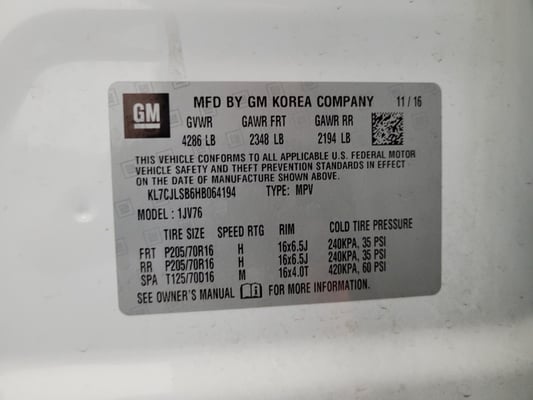 GM
MFD BY GM KOREA COMPANY 11/16
GVWR GAWR FRT GAWR RR
4286 LB 2348 LB 2194 LB
THIS VEHICLE CONFORMS TO ALL APPLICABLE U.S. FEDERAL MOTOR
VEHICLE SAFETY AND THEFT PREVENTION STANDARDS IN EFFECT
ON THE DATE OF MANUFACTURE SHOWN ABOVE.
KL7CJLSB6HB064194 TYPE: MPV
MODEL: 1JV76
TIRE SIZE SPEED RTG RIM COLD TIRE PRESSURE
FRT P205/70R16 H 16x6.5J 240KPA, 35 PSI
RR P205/70R16 H 16x6.5J 240KPA, 35 PSI
SPA T125/70D16 M 16x4.0T 420KPA, 60 PSI
SEE OWNER'S MANUAL FOR MORE INFORMATION.